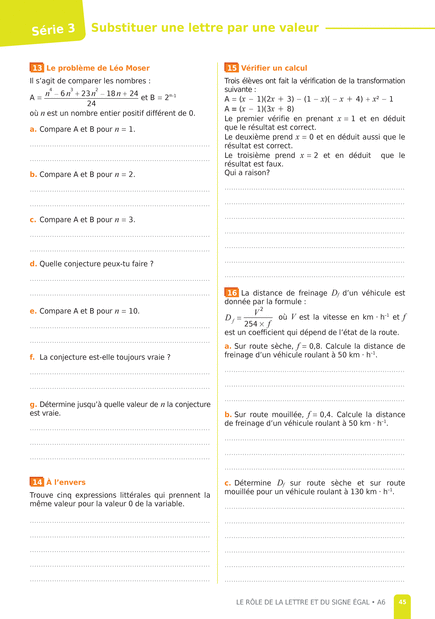 Série 3 Substituer une lettre par une valeur
13 Le problème de Léo Moser
Il s'agit de comparer les nombres :
A = (n⁴ – 6n³ + 23n² – 18n + 24) / 24 et B = 2ⁿ⁻¹
où n est un nombre entier positif différent de 0.
a. Compare A et B pour n = 1.
b. Compare A et B pour n = 2.
c. Compare A et B pour n = 3.
d. Quelle conjecture peux-tu faire ?
e. Compare A et B pour n = 10.
f. La conjecture est-elle toujours vraie ?
g. Détermine jusqu'à quelle valeur de n la conjecture
est vraie.
14 À l'envers
Trouve cinq expressions littérales qui prennent la
même valeur pour la valeur 0 de la variable.
15 Vérifier un calcul
Trois élèves ont fait la vérification de la transformation
suivante :
A = (x – 1)(2x + 3) – (1 – x)( – x + 4) + x² – 1
A = (x – 1)(3x + 8)
Le premier vérifie en prenant x = 1 et en déduit
que le résultat est correct.
Le deuxième prend x = 0 et en déduit aussi que le
résultat est correct.
Le troisième prend x = 2 et en déduit que le
résultat est faux.
Qui a raison?
16 La distance de freinage D_f d'un véhicule est
donnée par la formule :
D_f = V² / (254 × f) où V est la vitesse en km · h⁻¹ et f
est un coefficient qui dépend de l'état de la route.
a. Sur route sèche, f = 0,8. Calcule la distance de
freinage d'un véhicule roulant à 50 km · h⁻¹.
b. Sur route mouillée, f = 0,4. Calcule la distance
de freinage d'un véhicule roulant à 50 km · h⁻¹.
c. Détermine D_f sur route sèche et sur route
mouillée pour un véhicule roulant à 130 km · h⁻¹.
LE RÔLE DE LA LETTRE ET DU SIGNE ÉGAL • A6 45